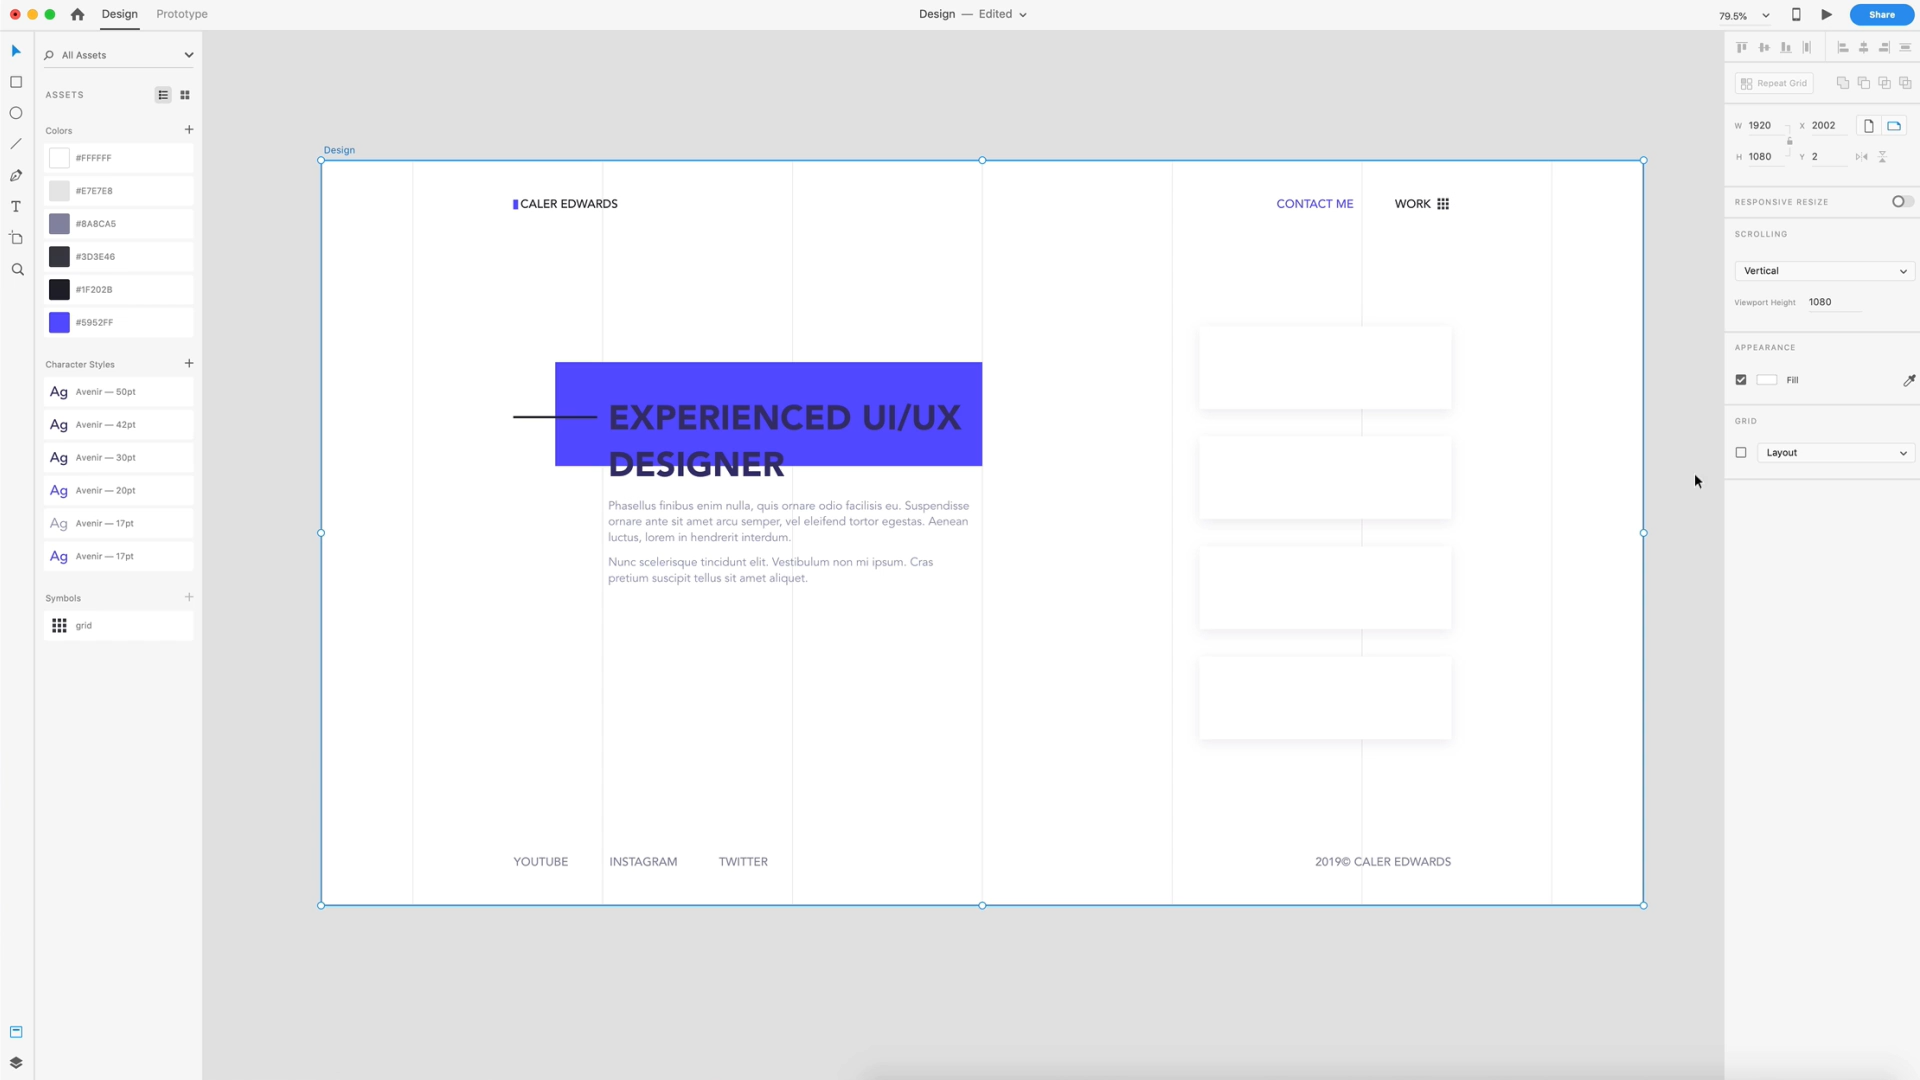 Design
Prototype
Design — Edited
79.5%
Share
All Assets
ASSETS
Colors
#FFFFFF
#E7E7E8
#8A8CA5
#3D3E46
#1F202B
#5952FF
Character Styles
Ag Avenir — 50pt
Ag Avenir — 42pt
Ag Avenir — 30pt
Ag Avenir — 20pt
Ag Avenir — 17pt
Ag Avenir — 17pt
Symbols
grid
Design
CALER EDWARDS
CONTACT ME
WORK
EXPERIENCED UI/UX
DESIGNER
Phasellus finibus enim nulla, quis ornare odio facilisis eu. Suspendisse
ornare ante sit amet arcu semper, vel eleifend tortor egestas. Aenean
luctus, lorem in hendrerit interdum.
Nunc scelerisque tincidunt elit. Vestibulum non mi ipsum. Cras
pretium suscipit tellus sit amet aliquet.
YOUTUBE
INSTAGRAM
TWITTER
2019© CALER EDWARDS
Repeat Grid
W 1920
X 2002
H 1080
Y 2
RESPONSIVE RESIZE
SCROLLING
Vertical
Viewport Height 1080
APPEARANCE
Fill
GRID
Layout